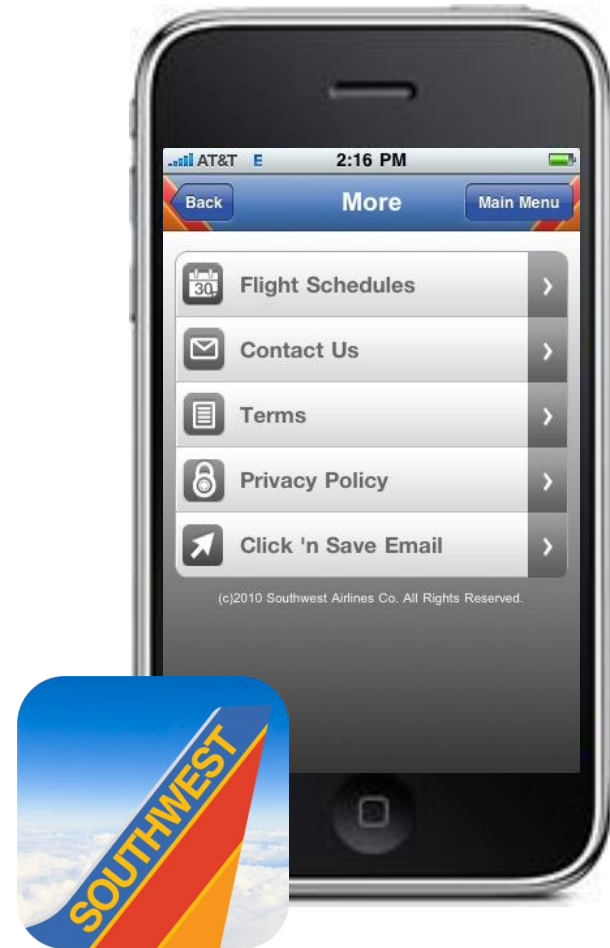 AT&T E 2:16 PM
Back More Main Menu
30
Flight Schedules
Contact Us
Terms
Privacy Policy
Click 'n Save Email
(c)2010 Southwest Airlines Co. All Rights Reserved.
SOUTHWEST